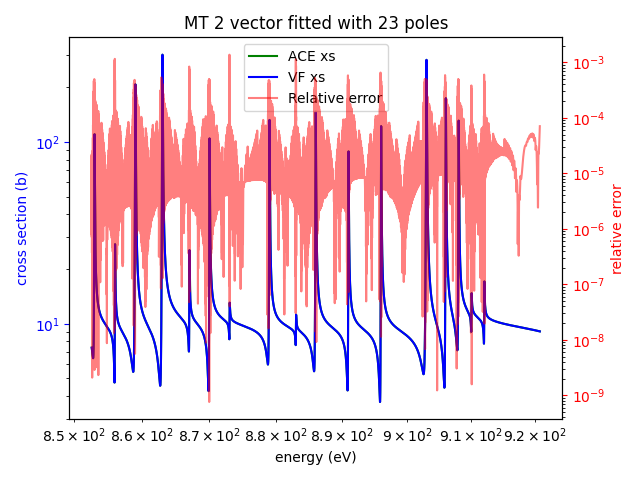 MT 2 vector fitted with 23 poles
ACE xs
VF xs
Relative error
cross section (b)
10²
10¹
relative error
10⁻³
10⁻⁴
10⁻⁵
10⁻⁶
10⁻⁷
10⁻⁸
10⁻⁹
8.5 × 10² 8.6 × 10² 8.7 × 10² 8.8 × 10² 8.9 × 10² 9 × 10² 9.1 × 10² 9.2 × 10²
energy (eV)